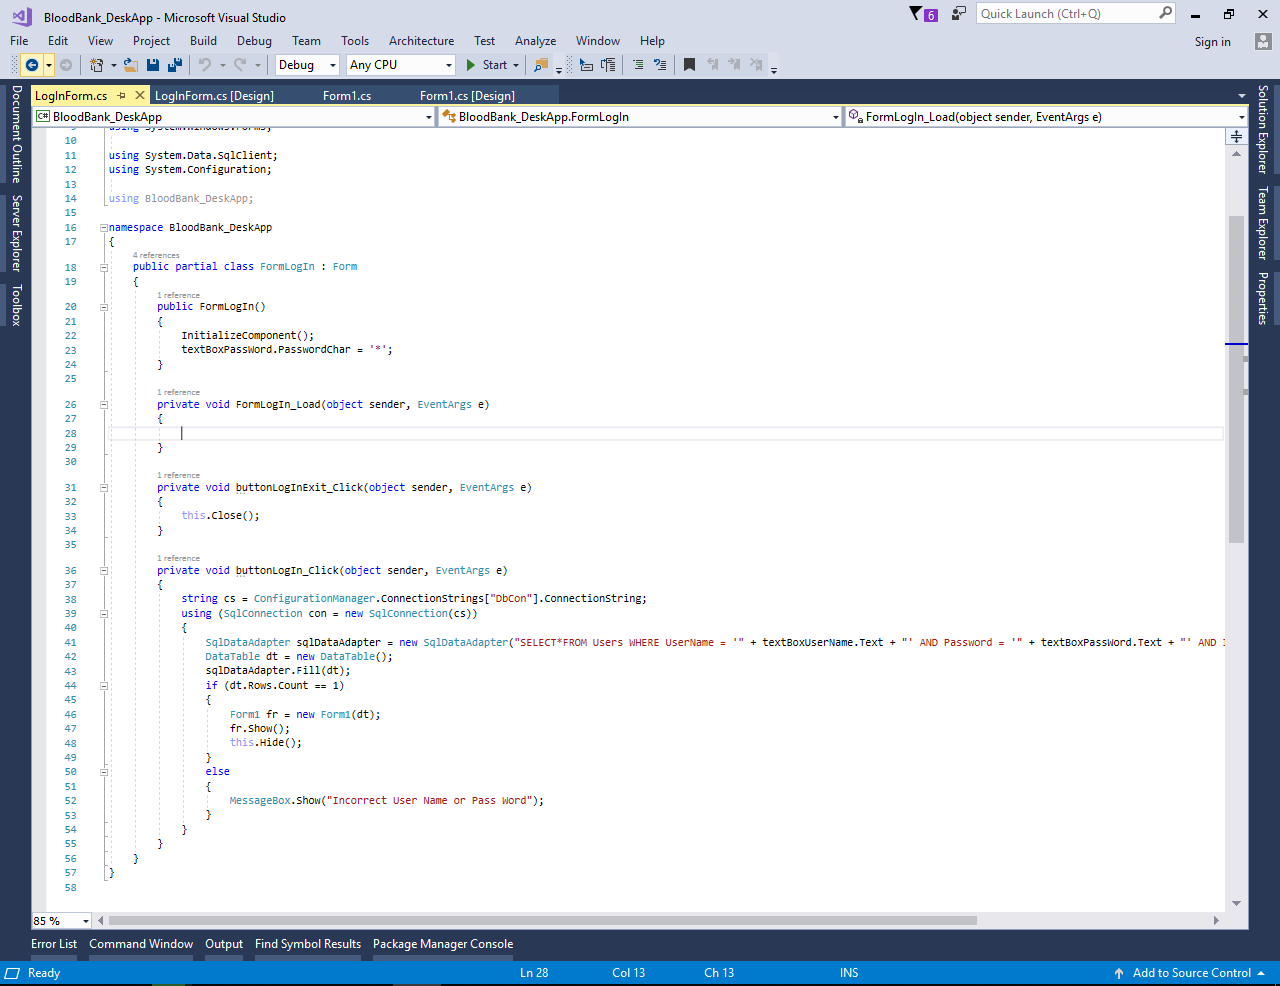 BloodBank_DeskApp - Microsoft Visual Studio
6
Quick Launch (Ctrl+Q)
File Edit View Project Build Debug Team Tools Architecture Test Analyze Window Help
Sign in
Debug Any CPU Start
LogInForm.cs LogInForm.cs [Design] Form1.cs Form1.cs [Design]
C# BloodBank_DeskApp BloodBank_DeskApp.FormLogIn FormLogIn_Load(object sender, EventArgs e)
Document Outline
Server Explorer
Toolbox
Solution Explorer
Team Explorer
Properties
9 using System.Windows.Forms;
10
11 using System.Data.SqlClient;
12 using System.Configuration;
13
14 using BloodBank_DeskApp;
15
16 namespace BloodBank_DeskApp
17 {
4 references
18 public partial class FormLogIn : Form
19 {
1 reference
20 public FormLogIn()
21 {
22 InitializeComponent();
23 textBoxPassWord.PasswordChar = '*';
24 }
25
1 reference
26 private void FormLogIn_Load(object sender, EventArgs e)
27 {
28
29 }
30
1 reference
31 private void buttonLogInExit_Click(object sender, EventArgs e)
32 {
33 this.Close();
34 }
35
1 reference
36 private void buttonLogIn_Click(object sender, EventArgs e)
37 {
38 string cs = ConfigurationManager.ConnectionStrings["DbCon"].ConnectionString;
39 using (SqlConnection con = new SqlConnection(cs))
40 {
41 SqlDataAdapter sqlDataAdapter = new SqlDataAdapter("SELECT*FROM Users WHERE UserName = '" + textBoxUserName.Text + "' AND Password = '" + textBoxPassWord.Text + "' AND
42 DataTable dt = new DataTable();
43 sqlDataAdapter.Fill(dt);
44 if (dt.Rows.Count == 1)
45 {
46 Form1 fr = new Form1(dt);
47 fr.Show();
48 this.Hide();
49 }
50 else
51 {
52 MessageBox.Show("Incorrect User Name or Pass Word");
53 }
54 }
55 }
56 }
57 }
58
85 %
Error List Command Window Output Find Symbol Results Package Manager Console
Ready Ln 28 Col 13 Ch 13 INS Add to Source Control